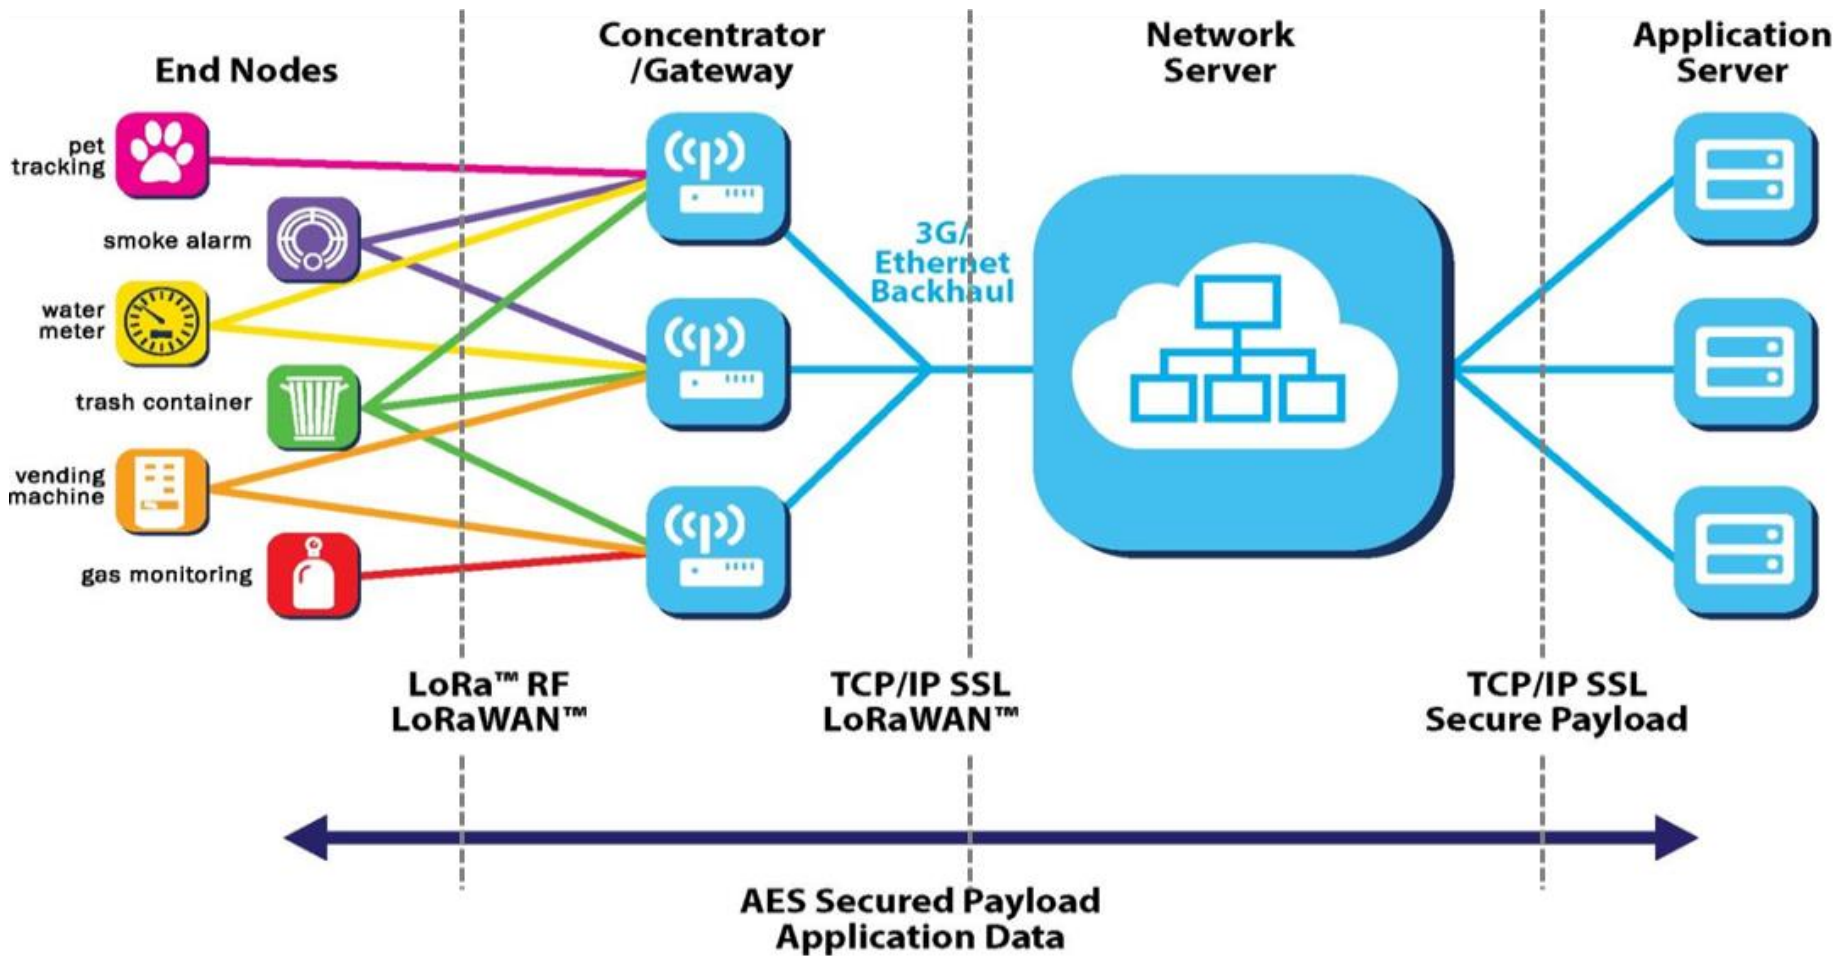 End Nodes
Concentrator
/Gateway
Network
Server
Application
Server
pet
tracking
smoke alarm
water
meter
trash container
vending
machine
gas monitoring
3G/
Ethernet
Backhaul
LoRa™ RF
LoRaWAN™
TCP/IP SSL
LoRaWAN™
TCP/IP SSL
Secure Payload
AES Secured Payload
Application Data